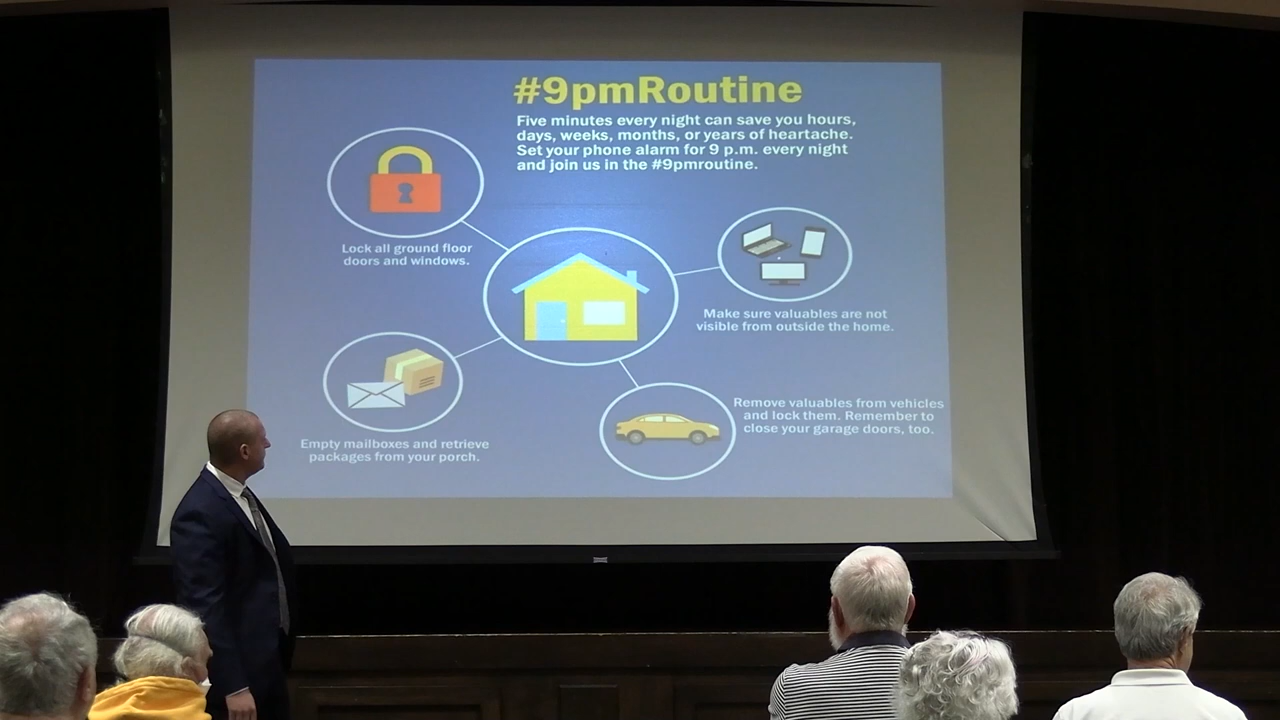 #9pmRoutine
Five minutes every night can save you hours,
days, weeks, months, or years of heartache.
Set your phone alarm for 9 p.m. every night
and join us in the #9pmroutine.
Lock all ground floor
doors and windows.
Make sure valuables are not
visible from outside the home.
Empty mailboxes and retrieve
packages from your porch.
Remove valuables from vehicles
and lock them. Remember to
close your garage doors, too.